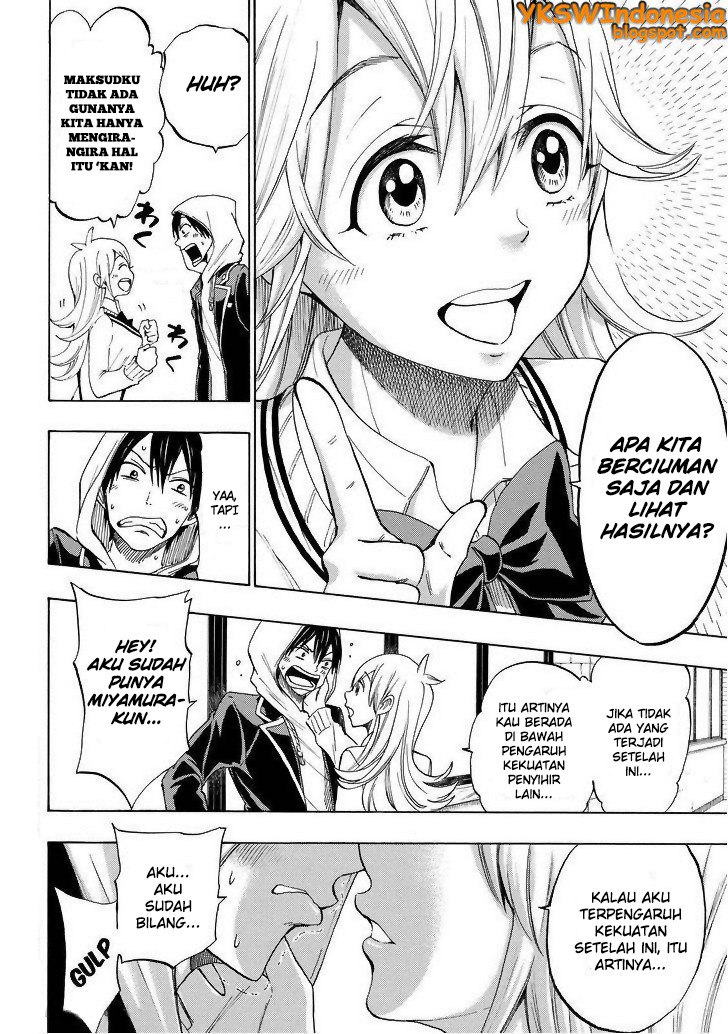 YKSWIndonesia
blogspot.com
APA KITA
BERCIUMAN
SAJA DAN
LIHAT
HASILNYA?
HUH?
MAKSUDKU
TIDAK ADA
GUNANYA
KITA HANYA
MENGIRA-
NGIRA HAL
ITU 'KAN!
わく
わく
YAA,
TAPI
...
JIKA TIDAK
ADA YANG
TERJADI
SETELAH
INI...
ITU ARTINYA
KAU BERADA
DI BAWAH
PENGARUH
KEKUATAN
PENYIHIR
LAIN...
HEY!
AKU SUDAH
PUNYA
MIYAMURA-
KUN...
KALAU AKU
TERPENGARUH
KEKUATAN
SETELAH INI, ITU
ARTINYA...
AKU...
AKU
SUDAH
BILANG...
GULP